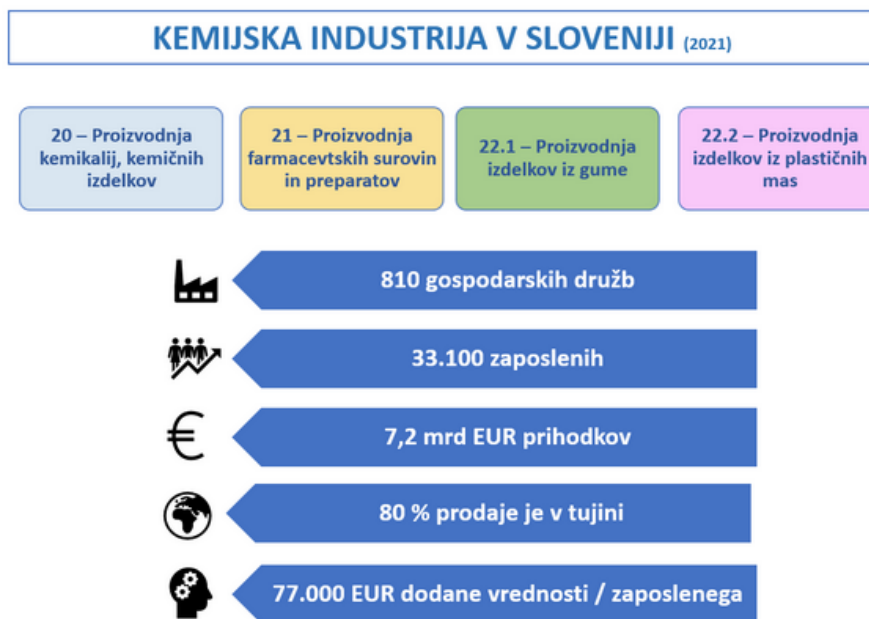 KEMIJSKA INDUSTRIJA V SLOVENIJI (2021)
20 – Proizvodnja
kemikalij, kemičnih
izdelkov
21 – Proizvodnja
farmacevtskih surovin
in preparatov
22.1 – Proizvodnja
izdelkov iz gume
22.2 – Proizvodnja
izdelkov iz plastičnih
mas
810 gospodarskih družb
33.100 zaposlenih
7,2 mrd EUR prihodkov
80 % prodaje je v tujini
77.000 EUR dodane vrednosti / zaposlenega